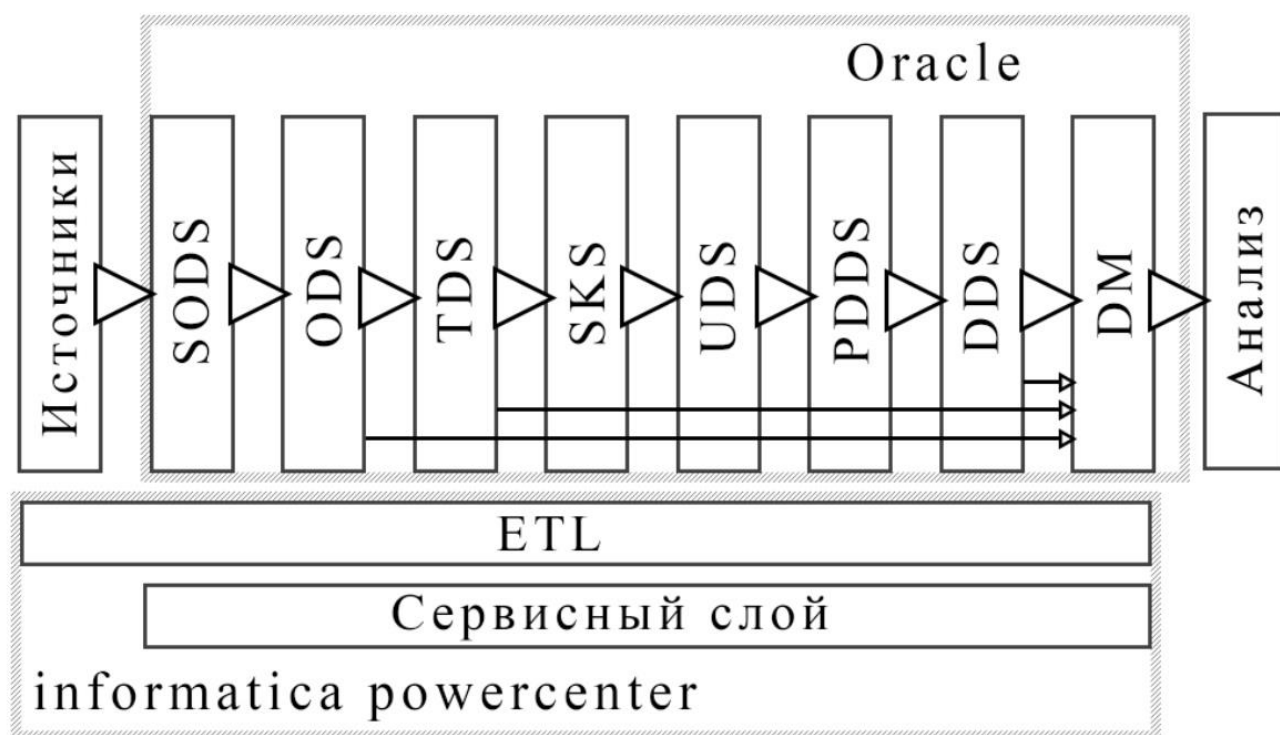 Oracle
Источники
SODS
ODS
TDS
SKS
UDS
PDDS
DDS
DM
Анализ
ETL
Сервисный слой
informatica powercenter